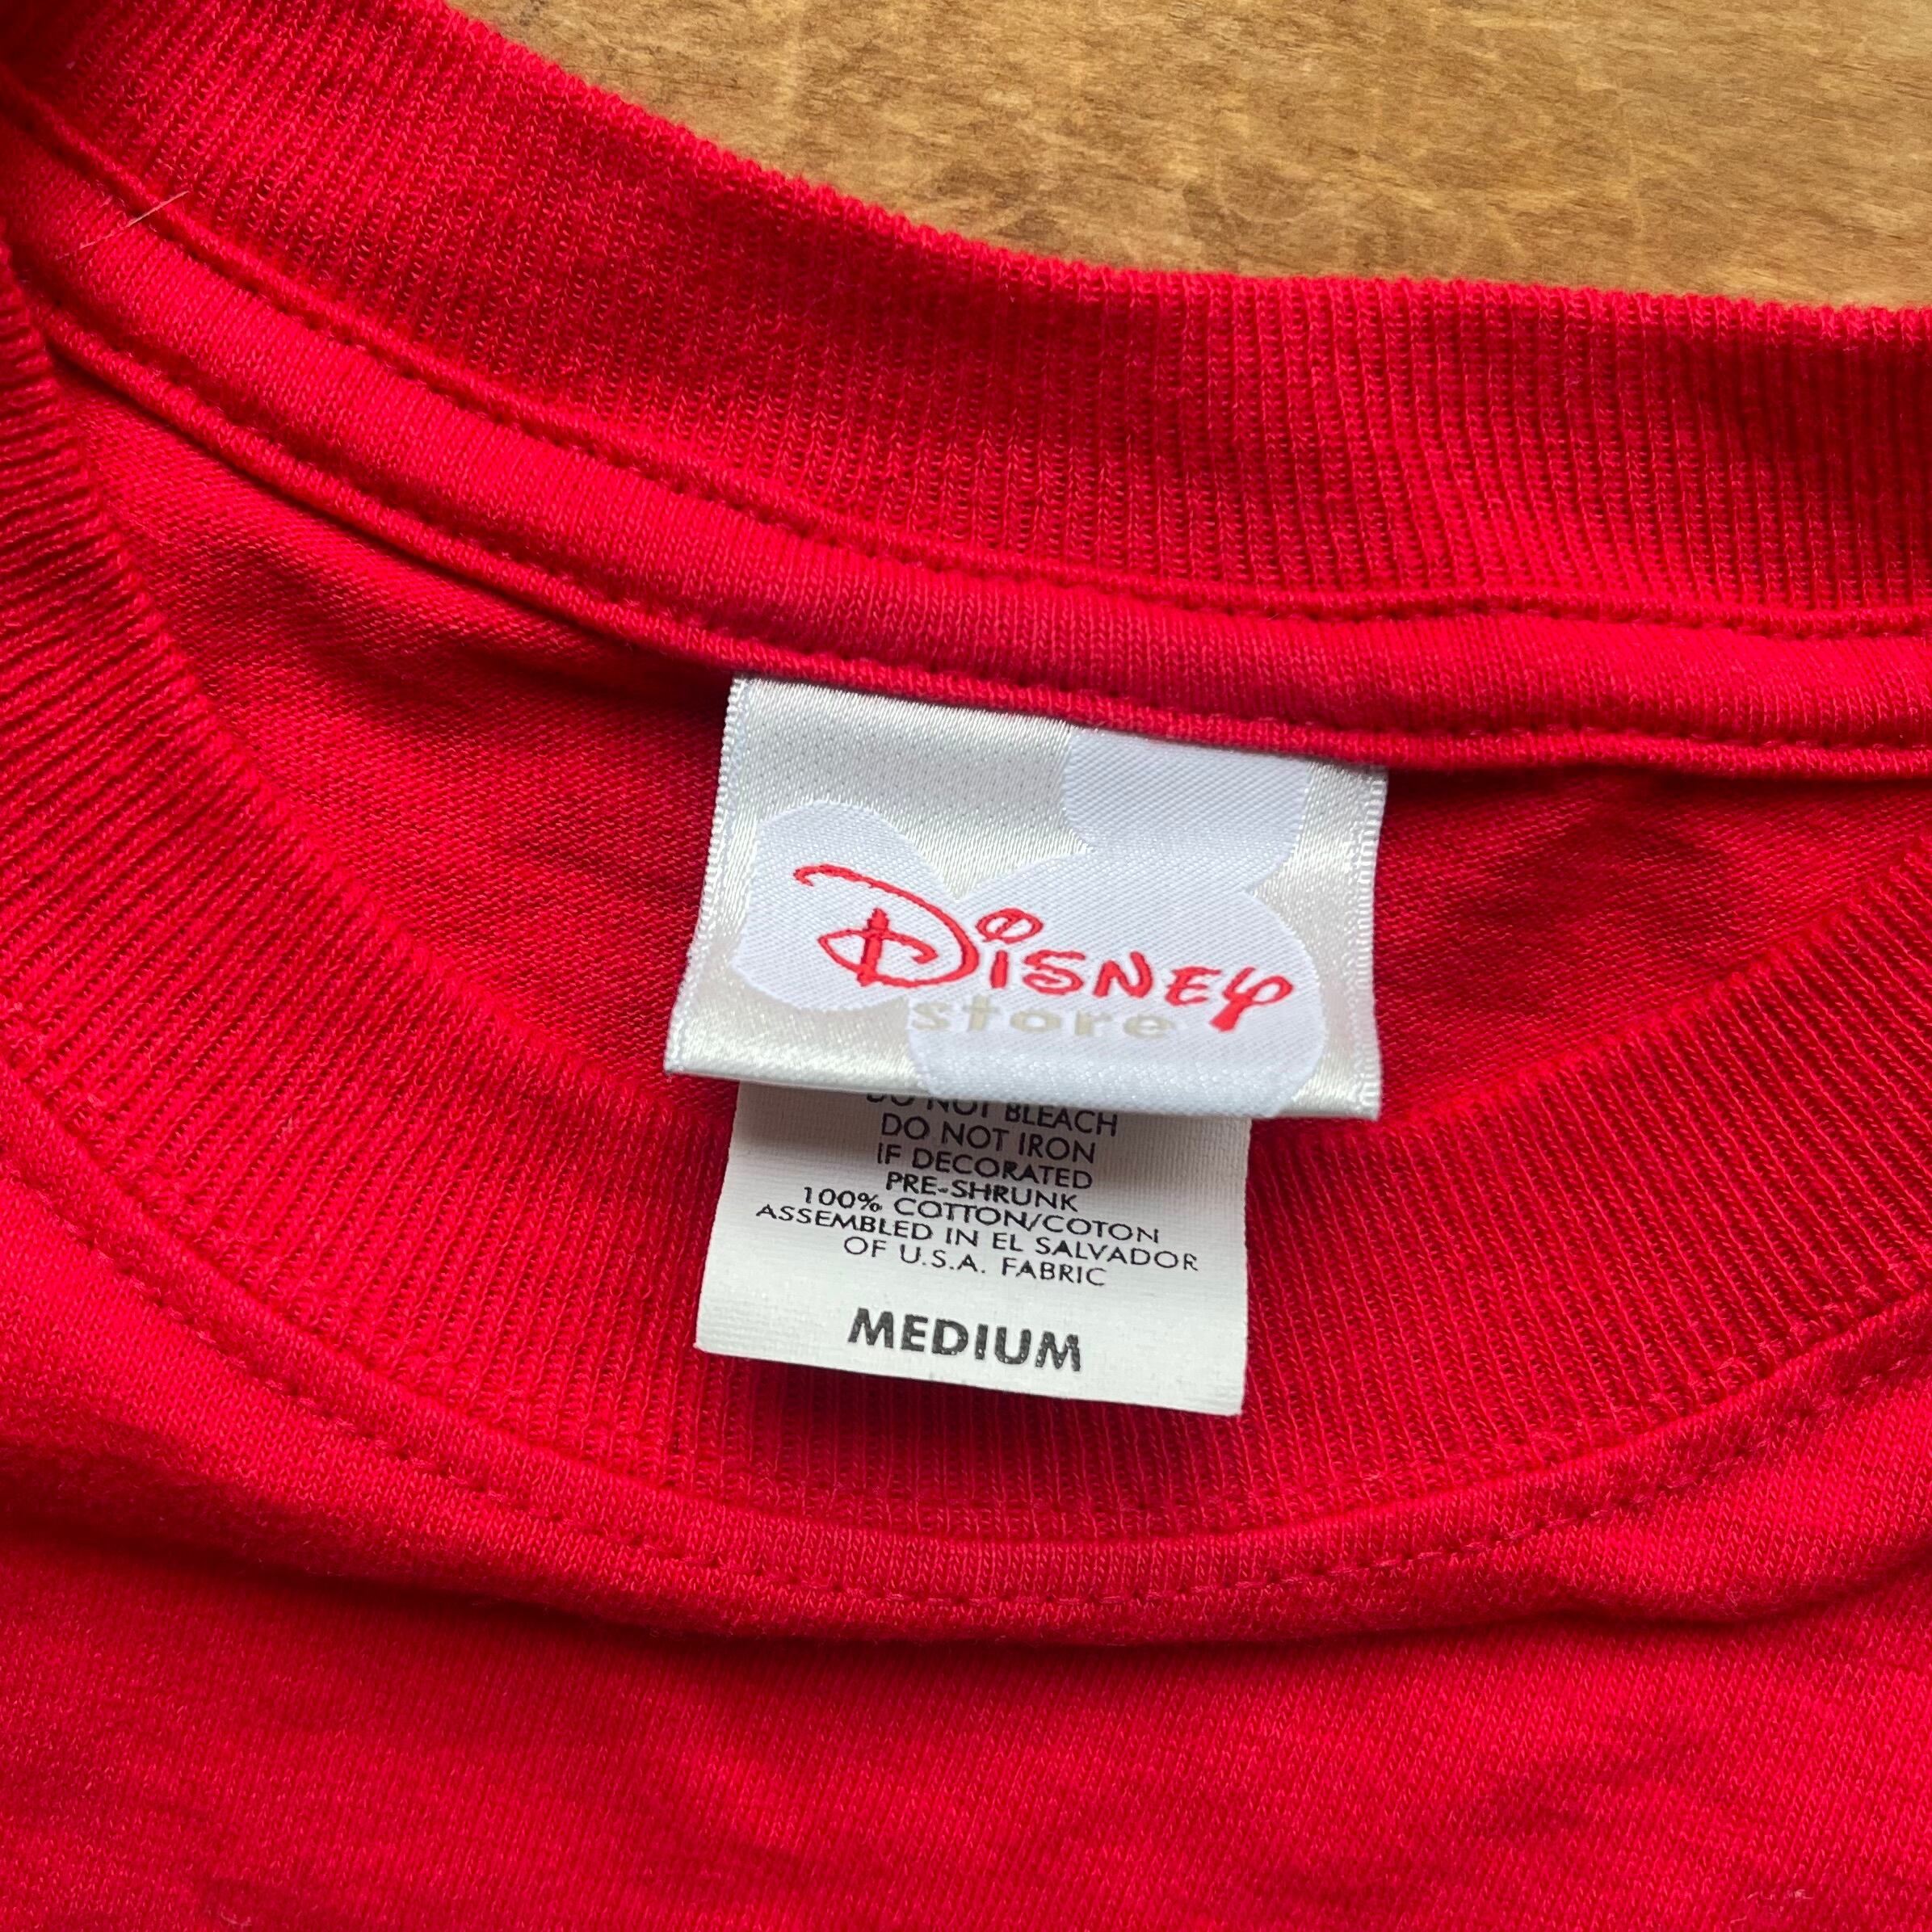 Disney
store
DO NOT BLEACH
DO NOT IRON
IF DECORATED
PRE-SHRUNK
100% COTTON/COTON
ASSEMBLED IN EL SALVADOR
OF U.S.A. FABRIC
MEDIUM